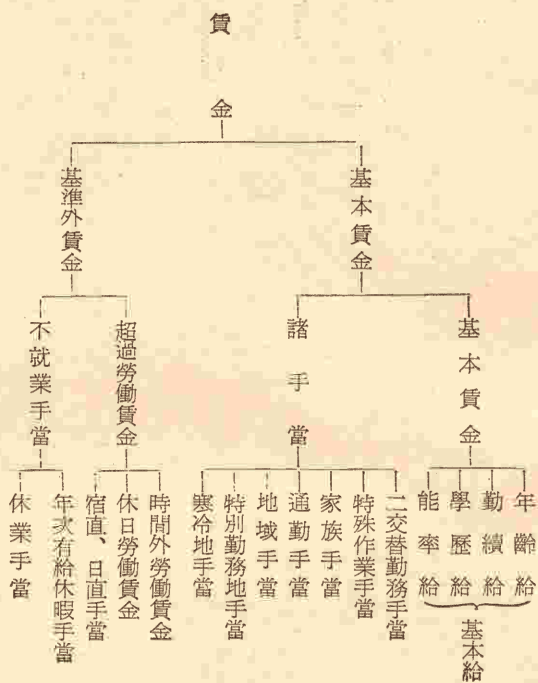 賃金
基本賃金
基本賃金
年齢給
勤續給
學歷給
能率給
基本給
諸手當
二交替勤務手當
特殊作業手當
家族手當
通勤手當
地域手當
特別勤務地手當
寒冷地手當
基準外賃金
超過勞働賃金
時間外勞働賃金
休日勞働賃金
宿直、日直手當
不就業手當
年次有給休暇手當
休業手當